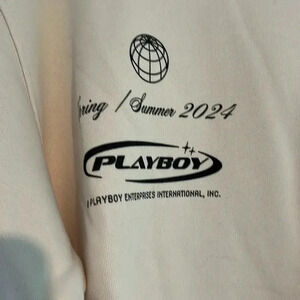 Spring / Summer 2024
PLAYBOY
PLAYBOY ENTERPRISES INTERNATIONAL, INC.